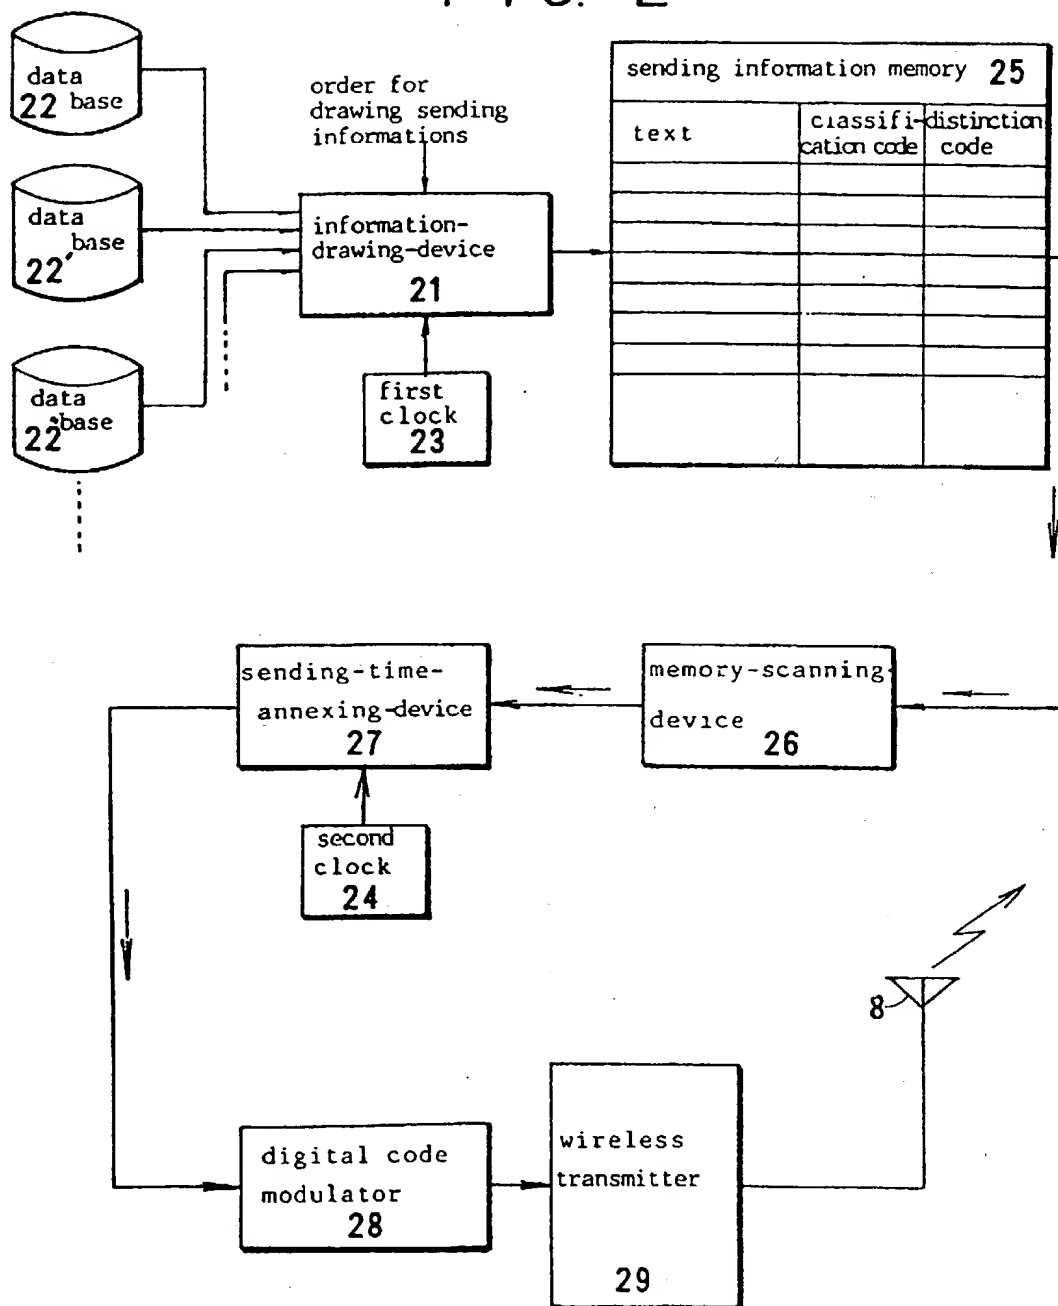 FIG. 2
data
22 base
data
base
22'
data
base
22"
order for
drawing sending
informations
information-
drawing-device
21
first
clock
23
sending information memory 25
text
classifi-
cation code
distinction
code
sending-time-
annexing-device
27
second
clock
24
memory-scanning-
device
26
8
digital code
modulator
28
wireless
transmitter
29